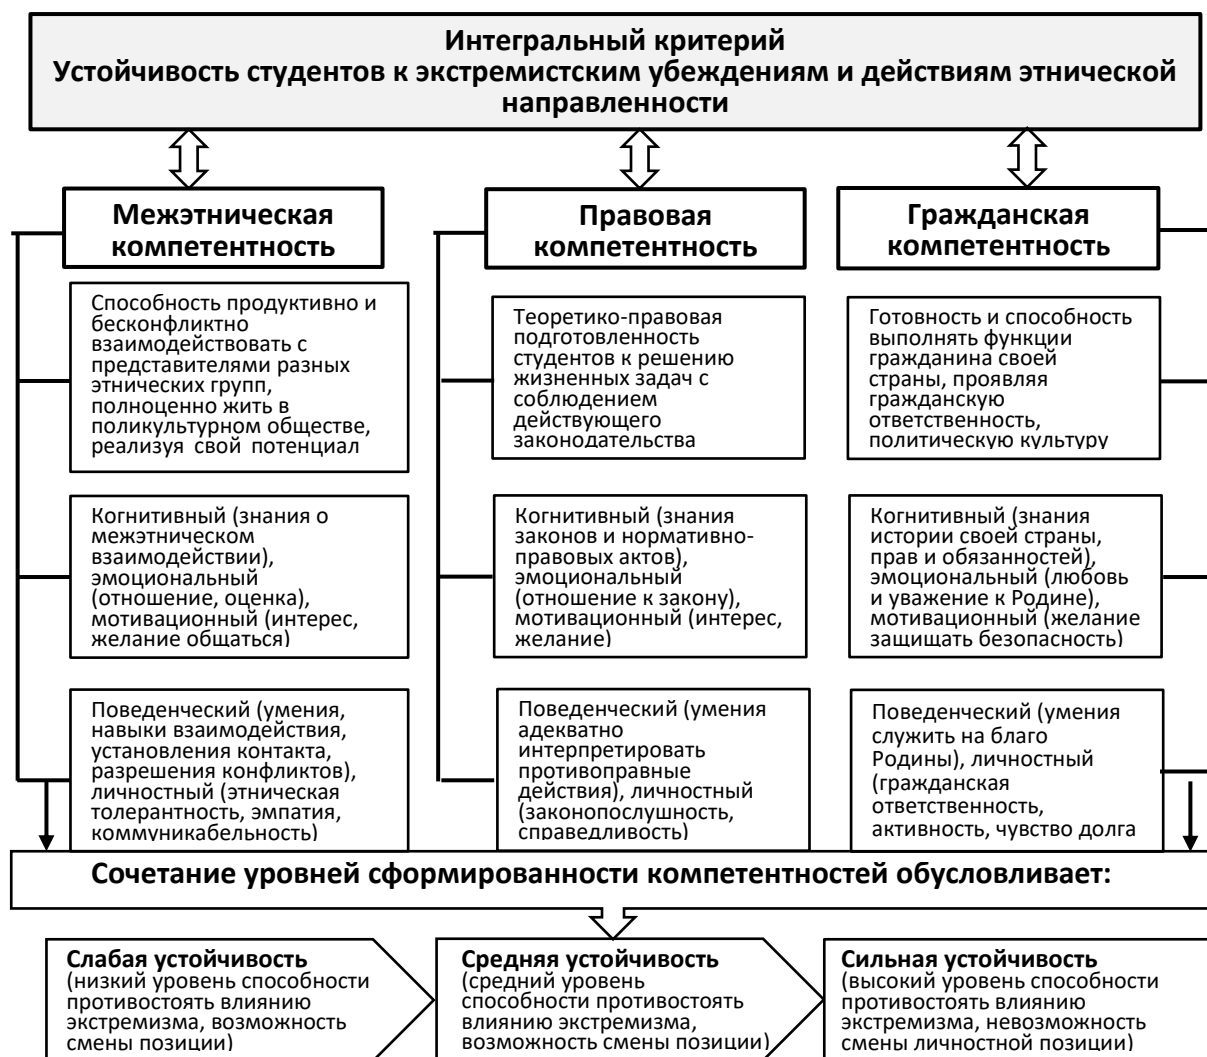 Интегральный критерий
Устойчивость студентов к экстремистским убеждениям и действиям этнической
направленности
Межэтническая
компетентность
Правовая
компетентность
Гражданская
компетентность
Способность продуктивно и
бесконфликтно
взаимодействовать с
представителями разных
этнических групп,
полноценно жить в
поликультурном обществе,
реализуя свой потенциал
Теоретико-правовая
подготовленность
студентов к решению
жизненных задач с
соблюдением
действующего
законодательства
Готовность и способность
выполнять функции
гражданина своей
страны, проявляя
гражданскую
ответственность,
политическую культуру
Когнитивный (знания о
межэтническом
взаимодействии),
эмоциональный
(отношение, оценка),
мотивационный (интерес,
желание общаться)
Когнитивный (знания
законов и нормативно-
правовых актов),
эмоциональный
(отношение к закону),
мотивационный (интерес,
желание)
Когнитивный (знания
истории своей страны,
прав и обязанностей),
эмоциональный (любовь
и уважение к Родине),
мотивационный (желание
защищать безопасность)
Поведенческий (умения,
навыки взаимодействия,
установления контакта,
разрешения конфликтов),
личностный (этническая
толерантность, эмпатия,
коммуникабельность)
Поведенческий (умения
адекватно
интерпретировать
противоправные
действия), личностный
(законопослушность,
справедливость)
Поведенческий (умения
служить на благо
Родины), личностный
(гражданская
ответственность,
активность, чувство долга
Сочетание уровней сформированности компетентностей обусловливает:
Слабая устойчивость
(низкий уровень способности
противостоять влиянию
экстремизма, возможность
смены позиции)
Средняя устойчивость
(средний уровень
способности противостоять
влиянию экстремизма,
возможность смены позиции)
Сильная устойчивость
(высокий уровень способности
противостоять влиянию
экстремизма, невозможность
смены личностной позиции)